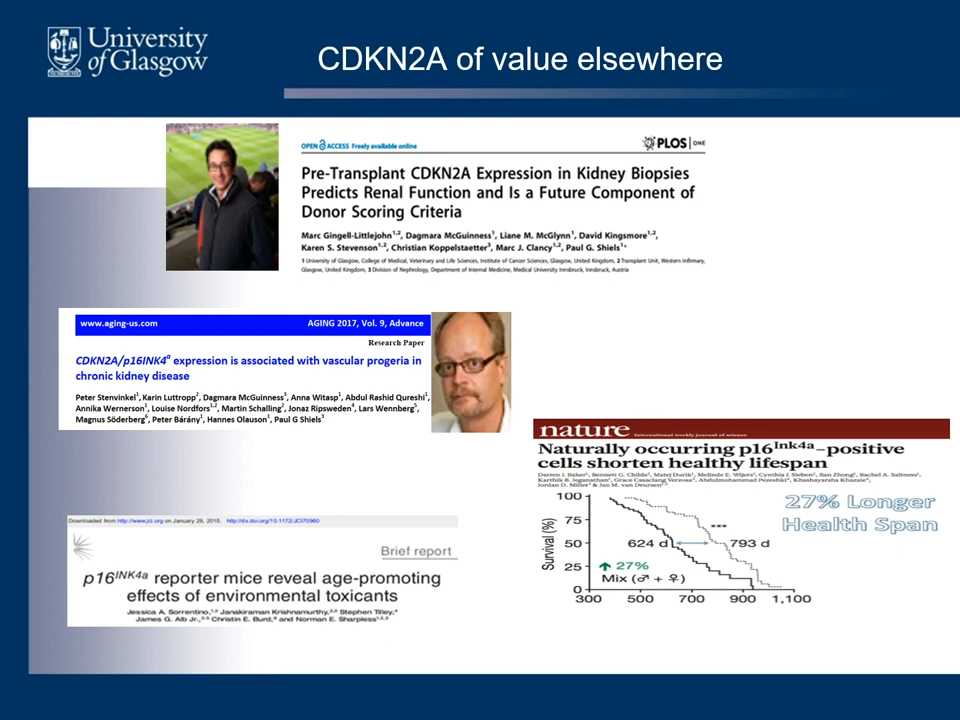 University
of Glasgow
CDKN2A of value elsewhere
OPEN ACCESS Freely available online
PLOS ONE
Pre-Transplant CDKN2A Expression in Kidney Biopsies
Predicts Renal Function and Is a Future Component of
Donor Scoring Criteria
Marc Gingell-Littlejohn1,2, Dagmara McGuinness1, Liane M. McGlynn1, David Kingsmore1,2,
Karen S. Stevenson1,2, Christian Koppelstaetter3, Marc J. Clancy1,2, Paul G. Shiels1*
1 University of Glasgow, College of Medical, Veterinary and Life Sciences, Institute of Cancer Sciences, Glasgow, United Kingdom, 2 Transplant Unit, Western Infirmary,
Glasgow, United Kingdom, 3 Division of Nephrology, Department of Internal Medicine, Medical University Innsbruck, Innsbruck, Austria
www.aging-us.com
AGING 2017, Vol. 9, Advance
Research Paper
CDKN2A/p16INK4a expression is associated with vascular progeria in
chronic kidney disease
Peter Stenvinkel1, Karin Luttropp2, Dagmara McGuinness3, Anna Witasp1, Abdul Rashid Qureshi1,
Annika Wernerson1, Louise Nordfors1,2, Martin Schalling2, Jonaz Ripsweden4, Lars Wennberg5,
Magnus Söderberg6, Peter Bárány1, Hannes Olauson1, Paul G Shiels3
nature International weekly journal of science
Naturally occurring p16Ink4a-positive
cells shorten healthy lifespan
Darren J. Baker1, Bennett G. Childs2, Matej Durik1, Melinde E. Wijers1, Cynthia J. Sieben2, Jian Zhong1, Rachel A. Saltness1,
Karthik B. Jeganathan1, Grace Casaclang Verzosa3, Abdulmohammad Pezeshki4, Khashayarsha Khazaie4,
Jordan D. Miller3 & Jan M. van Deursen1,2
27% Longer
Health Span
Survival (%)
100
75
50
25
0
***
624 d
793 d
27%
Mix (♂ + ♀)
300
500
700
900
1,100
Downloaded from http://www.jci.org on January 28, 2015. http://dx.doi.org/10.1172/JCI70960
Brief report
p16INK4a reporter mice reveal age-promoting
effects of environmental toxicants
Jessica A. Sorrentino,1,2 Janakiraman Krishnamurthy,2,3 Stephen Tilley,4
James G. Alb Jr.,2,5 Christin E. Burd,6 and Norman E. Sharpless1,2,3